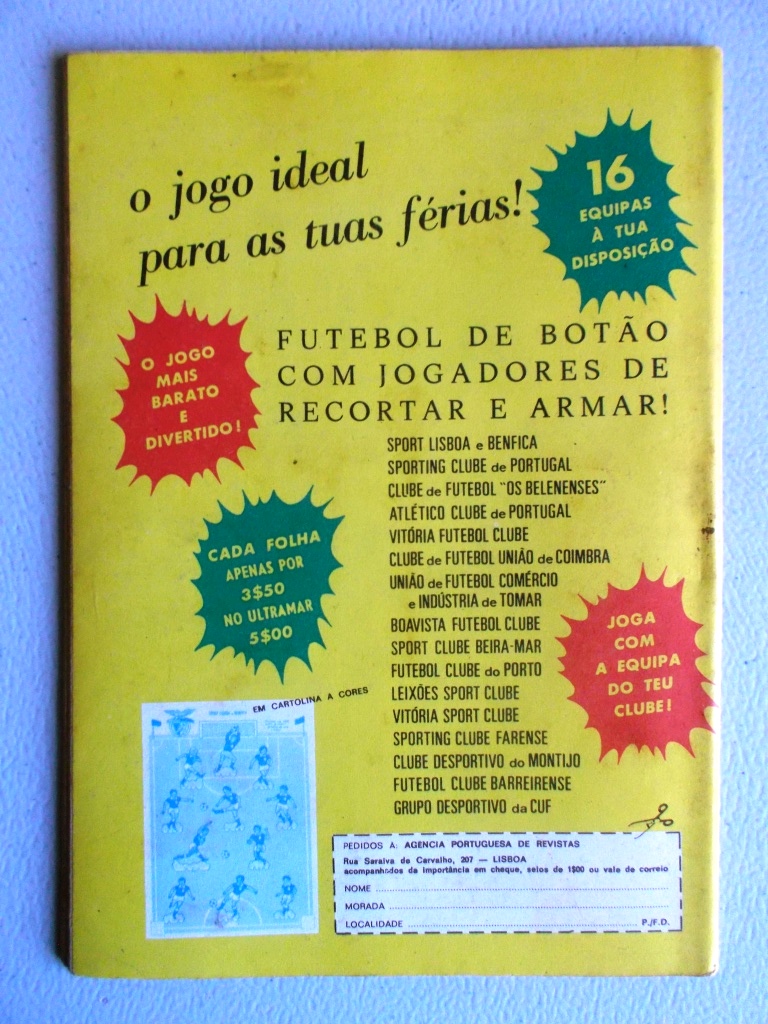 o jogo ideal
para as tuas férias!
16
EQUIPAS
À TUA
DISPOSIÇÃO
O JOGO
MAIS
BARATO
E
DIVERTIDO!
FUTEBOL DE BOTÃO
COM JOGADORES DE
RECORTAR E ARMAR!
SPORT LISBOA e BENFICA
SPORTING CLUBE de PORTUGAL
CLUBE de FUTEBOL "OS BELENENSES"
ATLÉTICO CLUBE de PORTUGAL
VITÓRIA FUTEBOL CLUBE
CLUBE de FUTEBOL UNIÃO de COIMBRA
UNIÃO de FUTEBOL COMÉRCIO
e INDÚSTRIA de TOMAR
BOAVISTA FUTEBOL CLUBE
SPORT CLUBE BEIRA-MAR
FUTEBOL CLUBE do PORTO
LEIXÕES SPORT CLUBE
VITÓRIA SPORT CLUBE
SPORTING CLUBE FARENSE
CLUBE DESPORTIVO do MONTIJO
FUTEBOL CLUBE BARREIRENSE
GRUPO DESPORTIVO da CUF
CADA FOLHA
APENAS POR
3$50
NO ULTRAMAR
5$00
JOGA
COM
A EQUIPA
DO TEU
CLUBE!
EM CARTOLINA A CORES
PEDIDOS À: AGENCIA PORTUGUESA DE REVISTAS
Rua Saraiva de Carvalho, 207 — LISBOA
acompanhados da importância em cheque, selos de 1$00 ou vale de correio
NOME
MORADA
LOCALIDADE P./F.D.